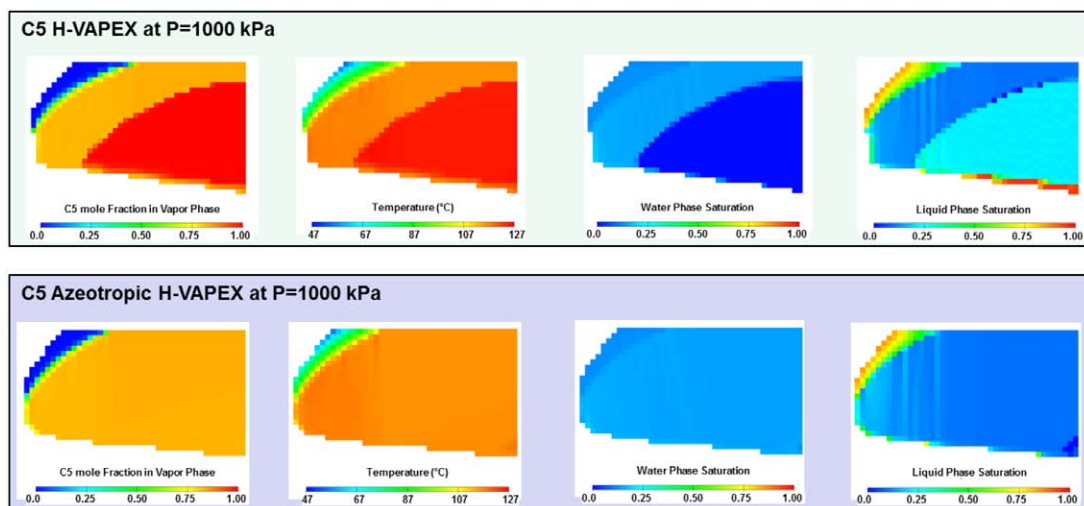 C5 H-VAPEX at P=1000 kPa
C5 mole Fraction in Vapor Phase
0.0 0.25 0.50 0.75 1.00
Temperature (°C)
47 67 87 107 127
Water Phase Saturation
0.0 0.25 0.50 0.75 1.00
Liquid Phase Saturation
0.0 0.25 0.50 0.75 1.00
C5 Azeotropic H-VAPEX at P=1000 kPa
C5 mole Fraction in Vapor Phase
0.0 0.25 0.50 0.75 1.00
Temperature (°C)
47 67 87 107 127
Water Phase Saturation
0.0 0.25 0.50 0.75 1.00
Liquid Phase Saturation
0.0 0.25 0.50 0.75 1.00